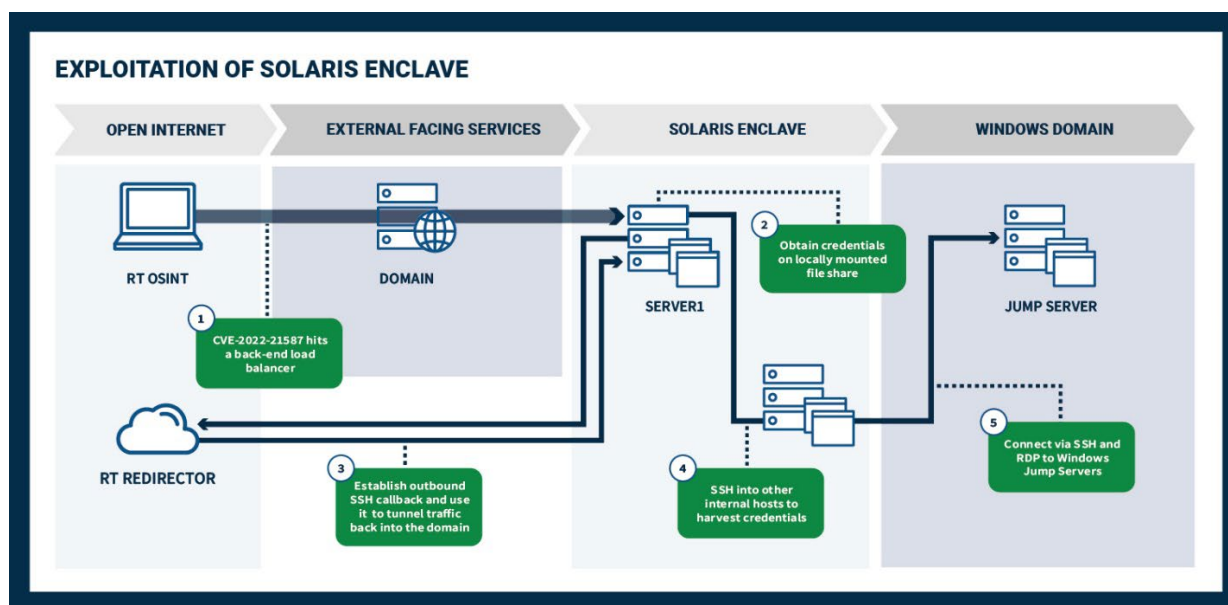 EXPLOITATION OF SOLARIS ENCLAVE
OPEN INTERNET
EXTERNAL FACING SERVICES
SOLARIS ENCLAVE
WINDOWS DOMAIN
RT OSINT
DOMAIN
SERVER1
JUMP SERVER
1
CVE-2022-21587 hits
a back-end load
balancer
2
Obtain credentials
on locally mounted
file share
RT REDIRECTOR
3
Establish outbound
SSH callback and use
it to tunnel traffic
back into the domain
4
SSH into other
internal hosts to
harvest credentials
5
Connect via SSH and
RDP to Windows
Jump Servers